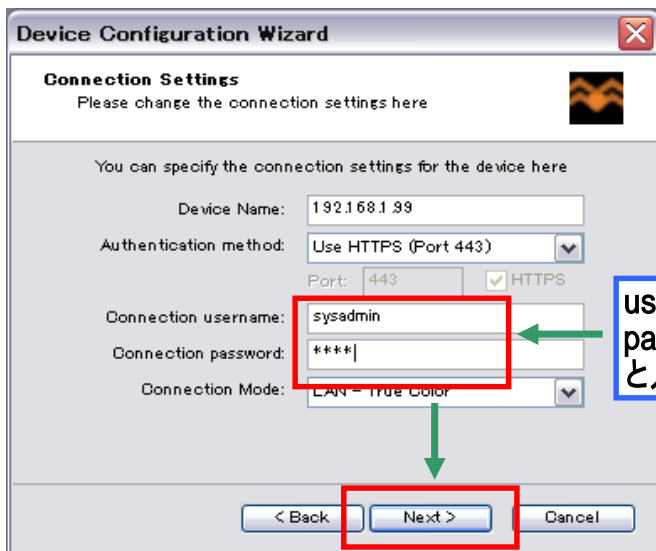 Device Configuration Wizard
Connection Settings
Please change the connection settings here
You can specify the connection settings for the device here
Device Name: 192.168.1.99
Authentication method: Use HTTPS (Port 443)
Port: 443 HTTPS
Connection username: sysadmin
Connection password: ****
Connection Mode: LAN - True Color
us
pa
と
< Back Next > Cancel